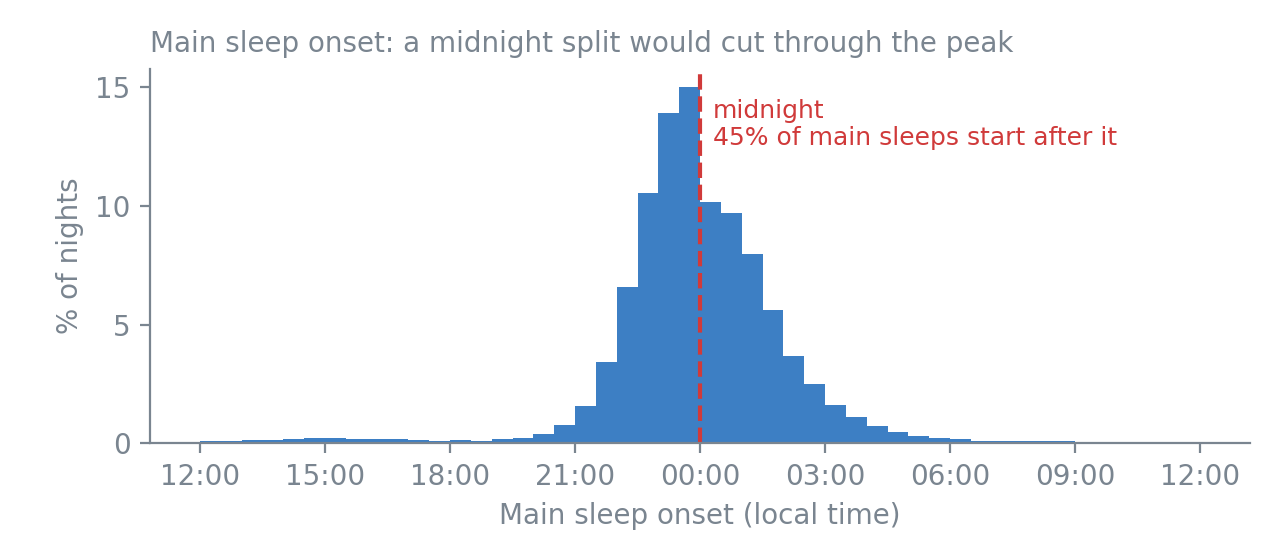 Main sleep onset: a midnight split would cut through the peak
15
midnight
45% of main sleeps start after it
10
% of nights
5
0
12:00 15:00 18:00 21:00 00:00 03:00 06:00 09:00 12:00
Main sleep onset (local time)